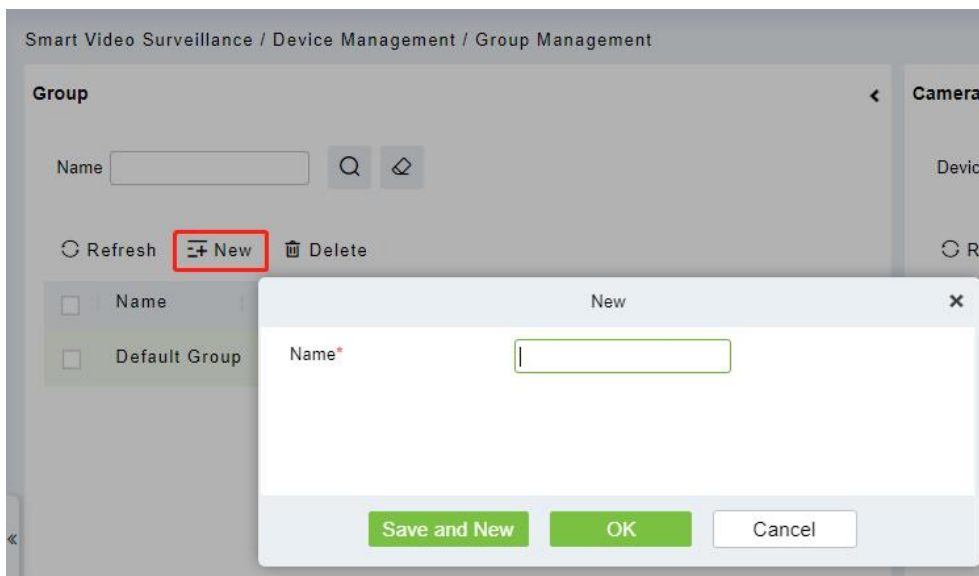 Smart Video Surveillance / Device Management / Group Management
Group
Camera
Name
Devic
Refresh New Delete
R
Name
Default Group
New
Name*
Save and New OK Cancel